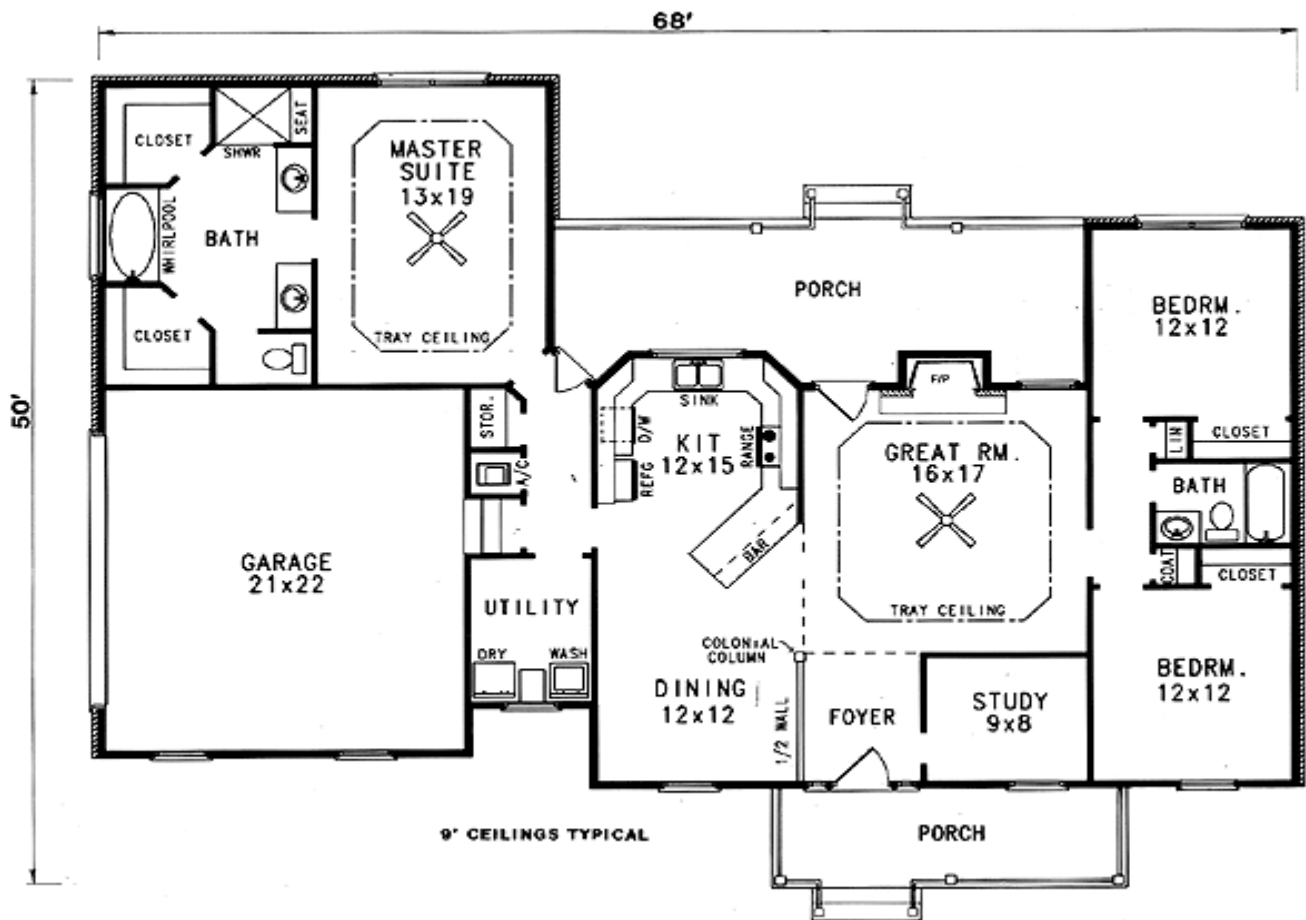 68'
50'
CLOSET
SHWR
SEAT
WHIRLPOOL
BATH
CLOSET
MASTER
SUITE
13x19
TRAY CEILING
PORCH
BEDRM.
12x12
LIN
CLOSET
BATH
COAT
CLOSET
BEDRM.
12x12
F/P
GREAT RM.
16x17
TRAY CEILING
SINK
D/W
REFG
KIT
12x15
RANGE
BAR
STOR.
A/C
GARAGE
21x22
UTILITY
DRY
WASH
COLONIAL
COLUMN
DINING
12x12
1/2 WALL
FOYER
STUDY
9x8
PORCH
9' CEILINGS TYPICAL